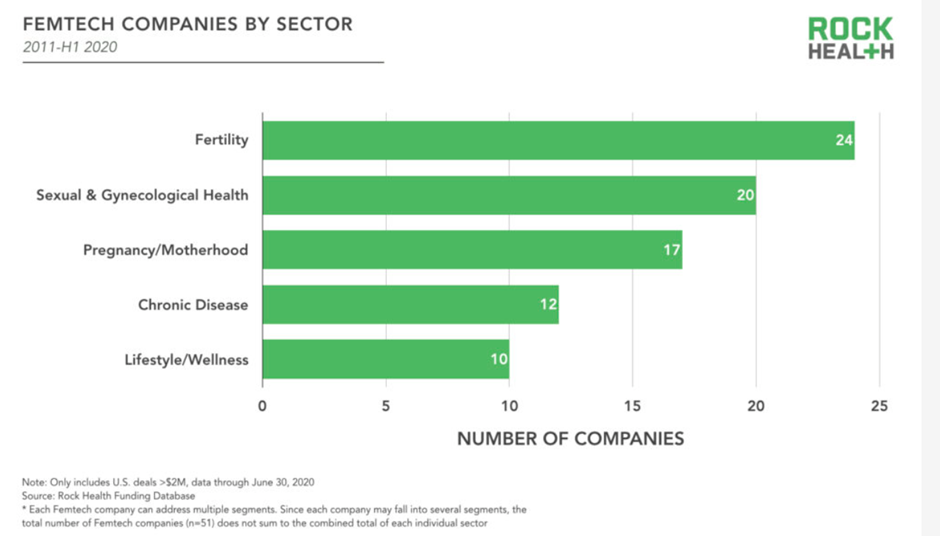 FEMTECH COMPANIES BY SECTOR
2011-H1 2020
ROCK
HEALTH
Fertility
24
Sexual & Gynecological Health
20
Pregnancy/Motherhood
17
Chronic Disease
12
Lifestyle/Wellness
10
0 5 10 15 20 25
NUMBER OF COMPANIES
Note: Only includes U.S. deals >$2M, data through June 30, 2020
Source: Rock Health Funding Database
* Each Femtech company can address multiple segments. Since each company may fall into several segments, the
total number of Femtech companies (n=51) does not sum to the combined total of each individual sector